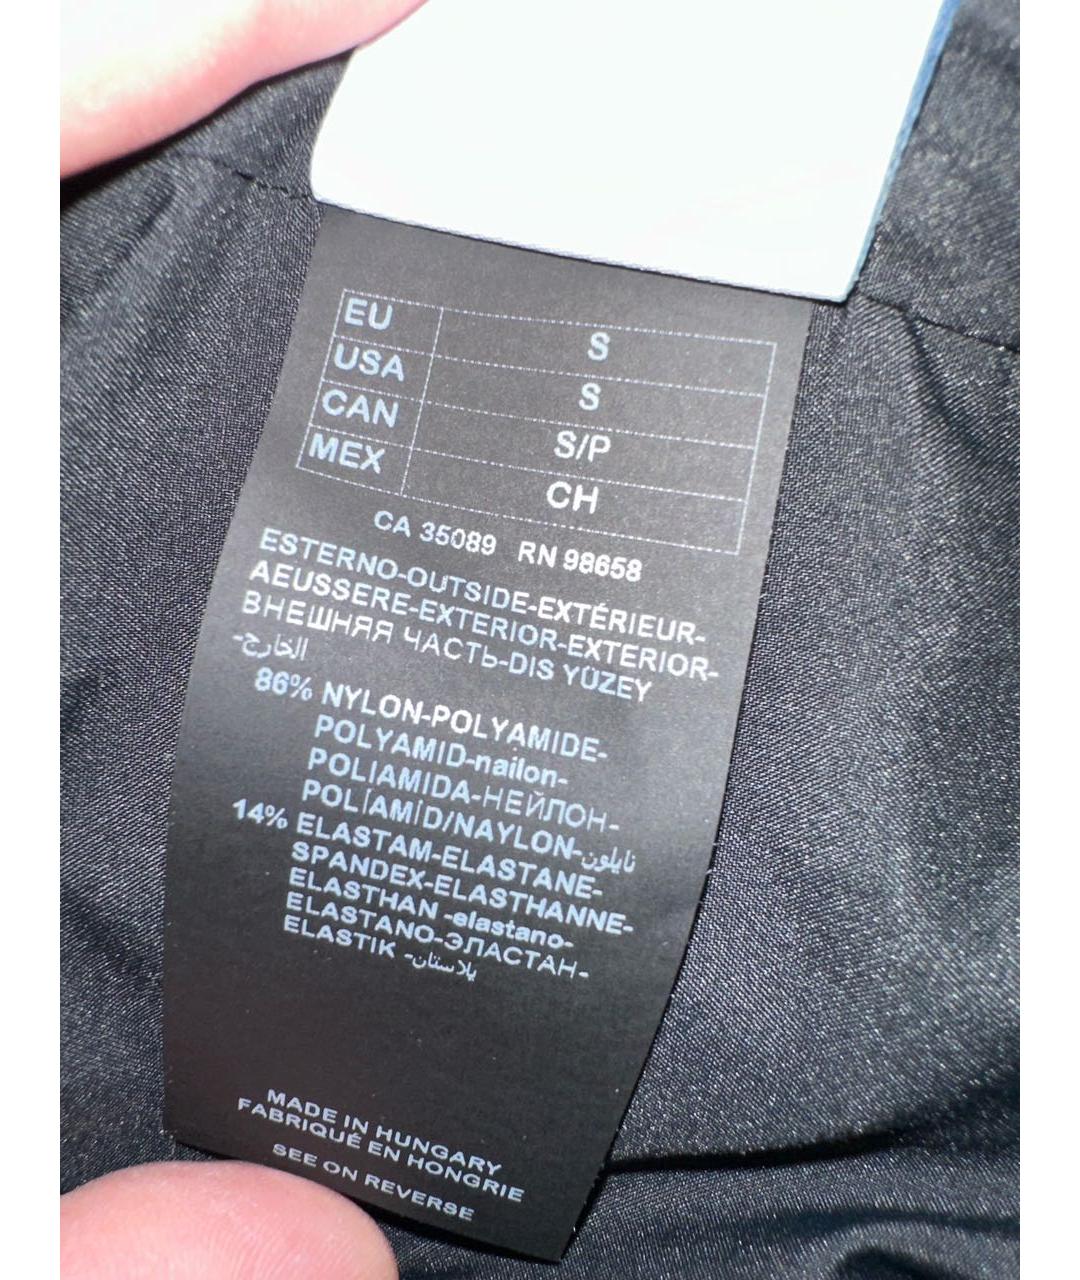 EU S
USA S
CAN S/P
MEX CH
CA 35089 RN 98658
ESTERNO-OUTSIDE-EXTÉRIEUR-
AEUSSERE-EXTERIOR-EXTERIOR-
ВНЕШНЯЯ ЧАСТЬ-DIS YÜZEY
-الخارج-
86% NYLON-POLYAMIDE-
POLYAMID-nailon-
POLIAMIDA-НЕЙЛОН-
POLÍAMÍD/NAYLON-نايلون
14% ELASTAM-ELASTANE-
SPANDEX-ELASTHANNE-
ELASTHAN -elastano-
ELASTANO-ЭЛАСТАН-
ELASTIK -يلاستان
MADE IN HUNGARY
FABRIQUÉ EN HONGRIE
SEE ON REVERSE